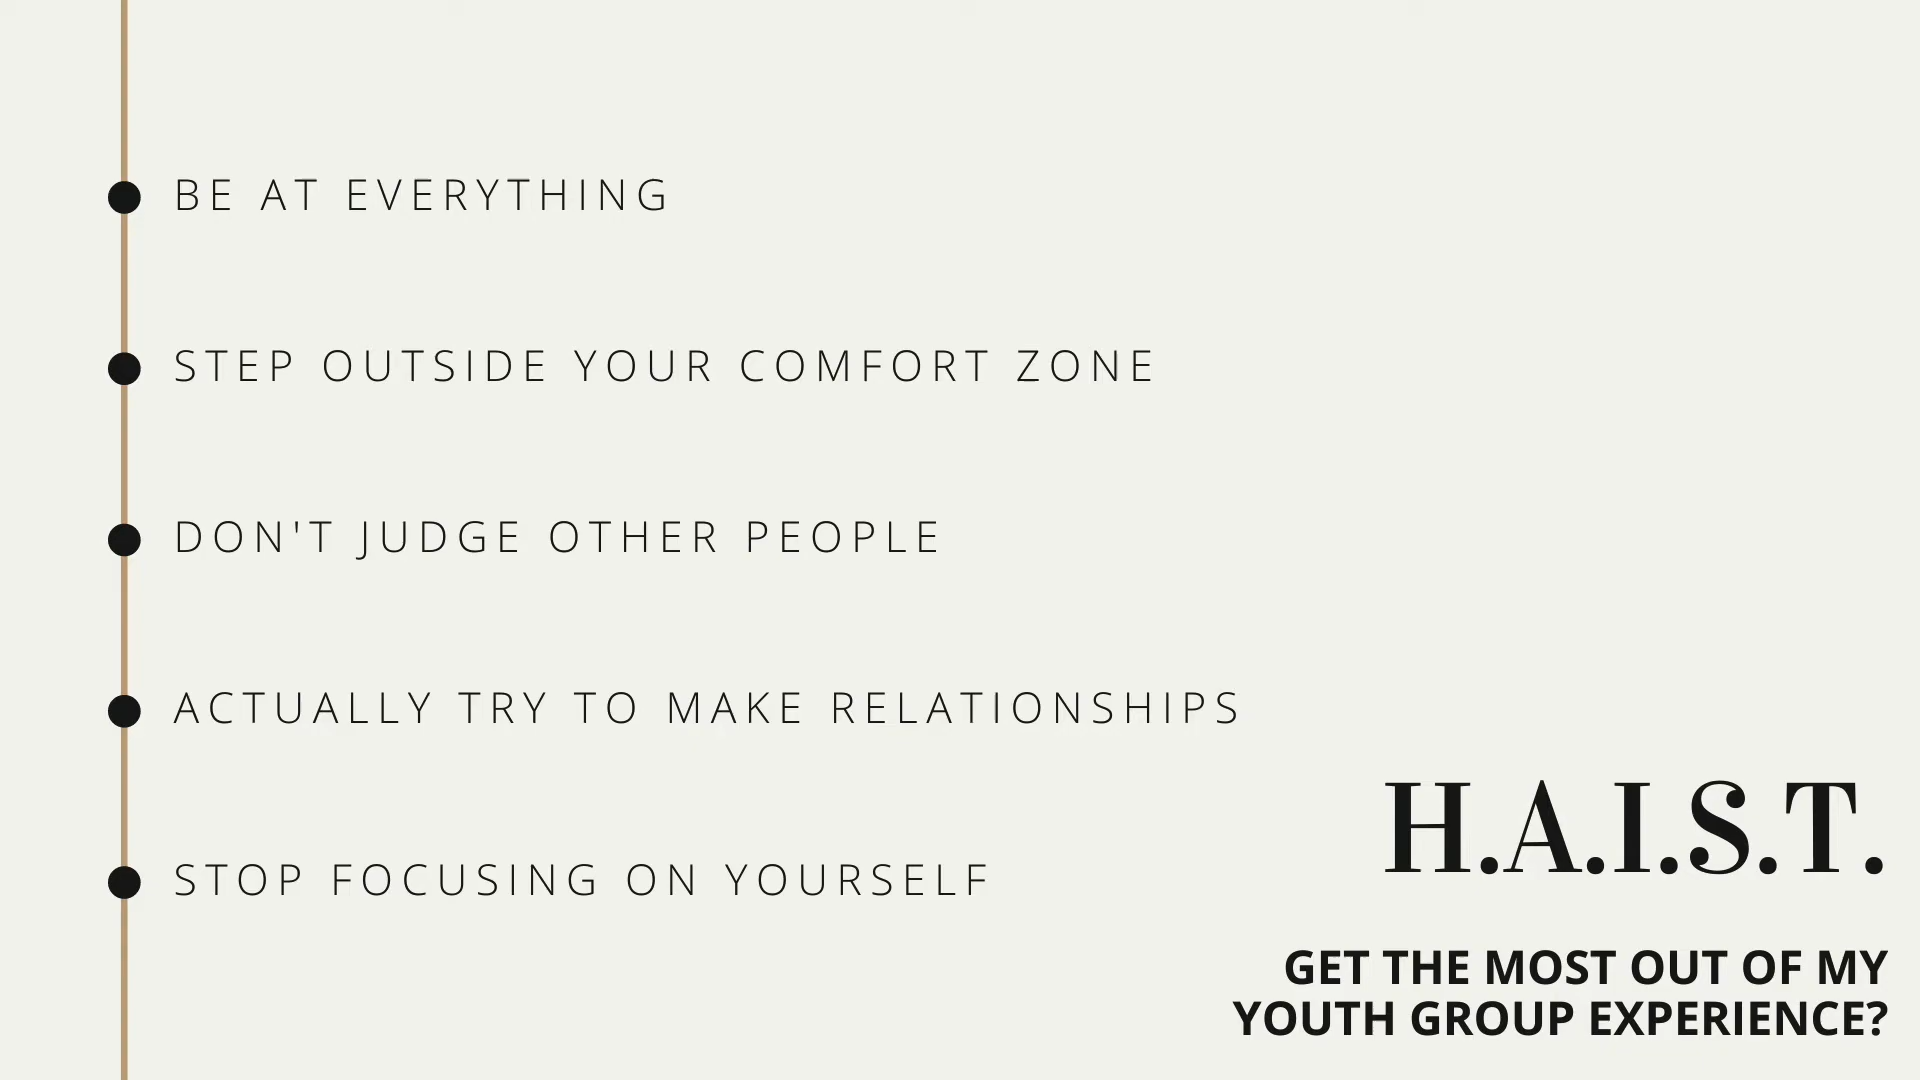 BE AT EVERYTHING
STEP OUTSIDE YOUR COMFORT ZONE
DON'T JUDGE OTHER PEOPLE
ACTUALLY TRY TO MAKE RELATIONSHIPS
STOP FOCUSING ON YOURSELF
H.A.I.S.T.
GET THE MOST OUT OF MY
YOUTH GROUP EXPERIENCE?